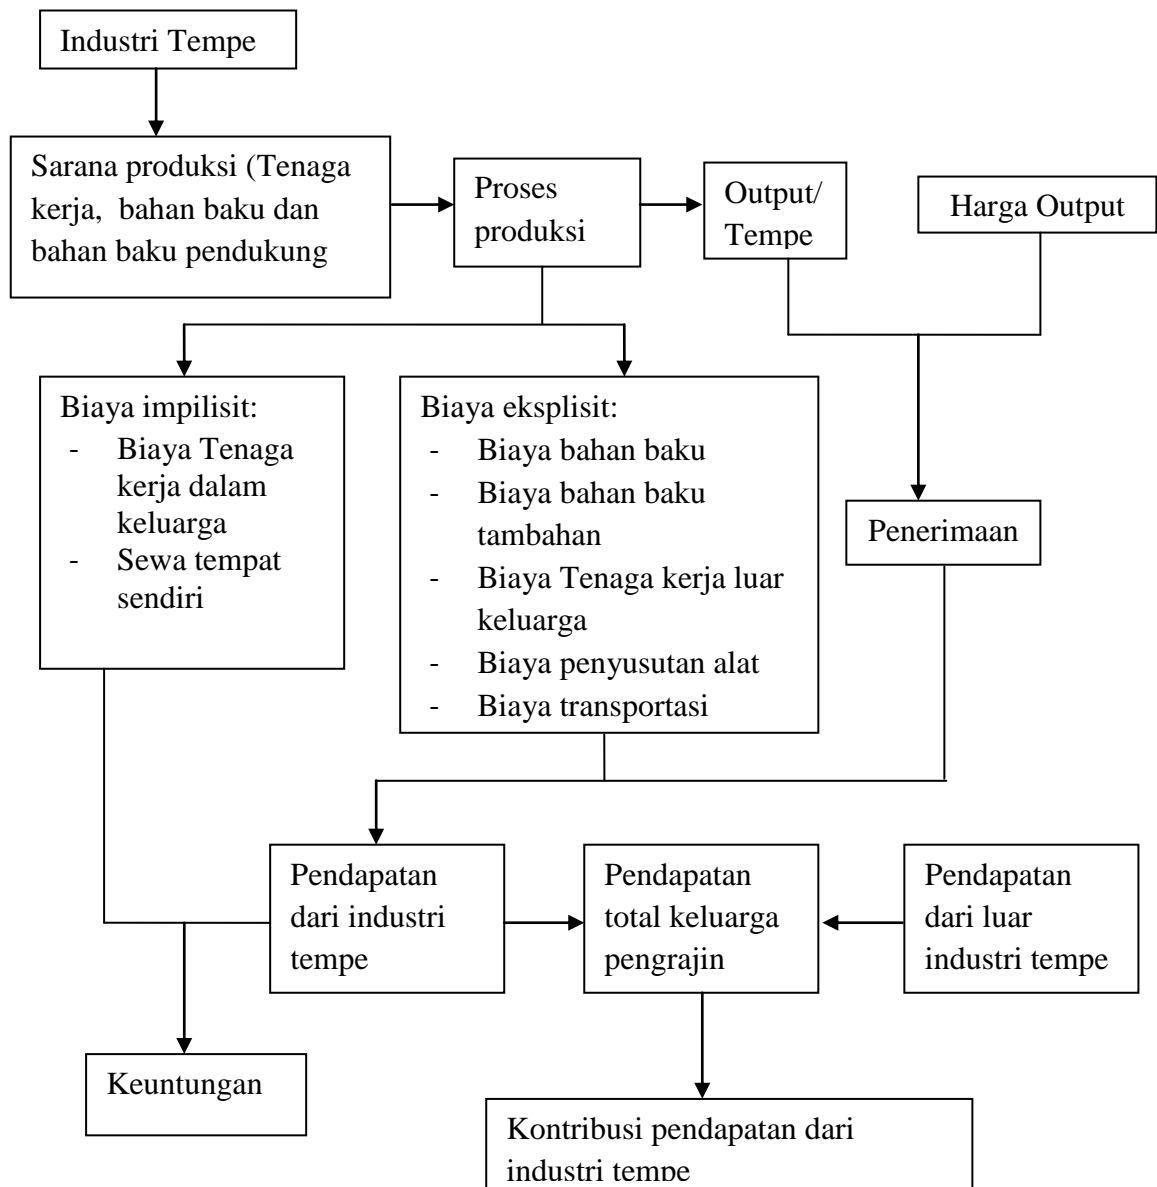 Industri Tempe
Sarana produksi (Tenaga
kerja, bahan baku dan
bahan baku pendukung
Proses
produksi
Output/
Tempe
Harga Output
Biaya impilisit:
- Biaya Tenaga
kerja dalam
keluarga
- Sewa tempat
sendiri
Biaya eksplisit:
- Biaya bahan baku
- Biaya bahan baku
tambahan
- Biaya Tenaga kerja luar
keluarga
- Biaya penyusutan alat
- Biaya transportasi
Penerimaan
Pendapatan
dari industri
tempe
Pendapatan
total keluarga
pengrajin
Pendapatan
dari luar
industri tempe
Keuntungan
Kontribusi pendapatan dari
industri tempe